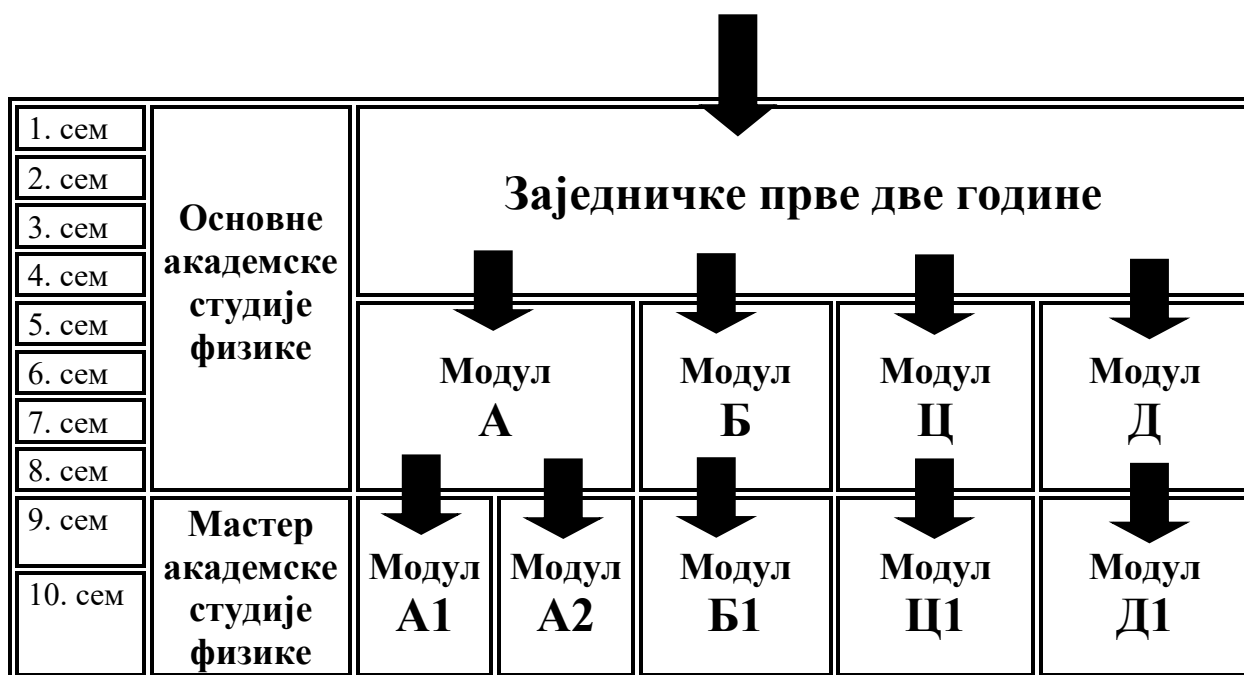 1. сем
2. сем
3. сем
4. сем
5. сем
6. сем
7. сем
8. сем
9. сем
10. сем
Основне
академске
студије
физике
Мастер
академске
студије
физике
Заједничке прве две године
Модул
А
Модул
Б
Модул
Ц
Модул
Д
Модул
А1
Модул
А2
Модул
Б1
Модул
Ц1
Модул
Д1